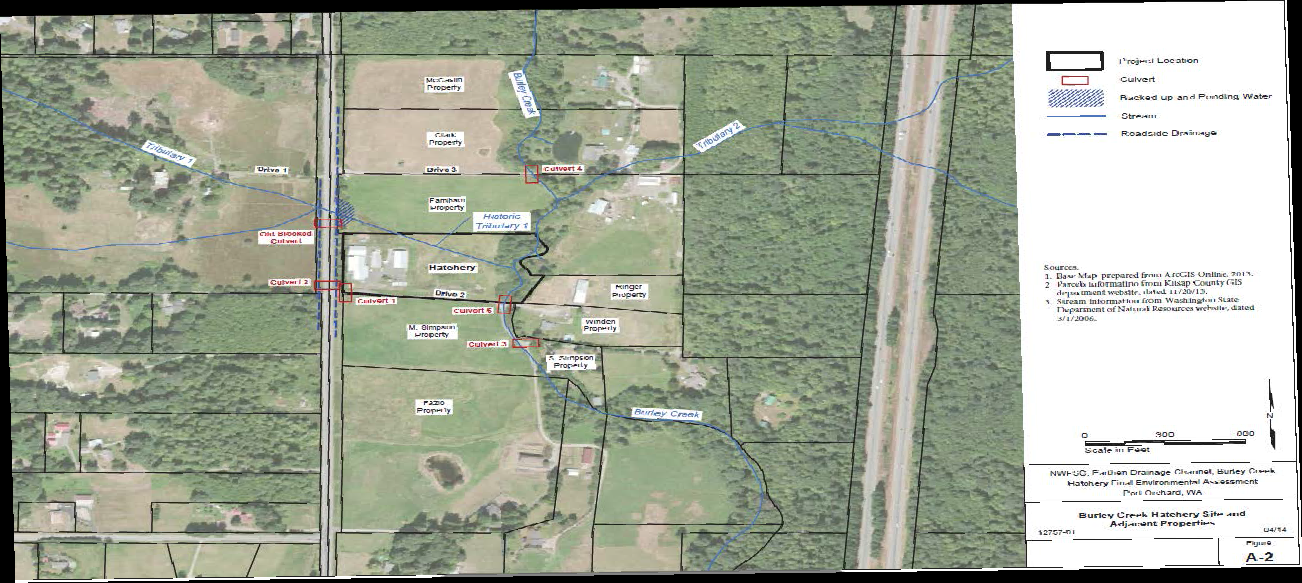 McCaslin
Property
Burley Creek
Clark
Property
Tributary 2
Tributary 1
Drive 1
Drive 3
Culvert 4
Farnham
Property
Historic
Tributary 1
Old Blocked
Culvert
Hatchery
Culvert 2
Drive 2
Culvert 1
Ringer
Property
Culvert 5
Winden
Property
M. Simpson
Property
Culvert 3
S. Simpson
Property
Fazio
Property
Burley Creek
Project Location
Culvert
Backed up and Ponding Water
Stream
Roadside Drainage
Sources:
1. Base Map prepared from ArcGIS Online, 2013.
2. Parcels information from Kitsap County GIS
department website, dated 11/20/13.
3. Stream information from Washington State
Department of Natural Resources website, dated
3/1/2006.
N
0 300 600
Scale in Feet
NWFSC, Earthen Drainage Channel, Burley Creek
Hatchery Final Environmental Assessment
Port Orchard, WA
Burley Creek Hatchery Site and
Adjacent Properties
12757-01 04/14
Figure
A-2